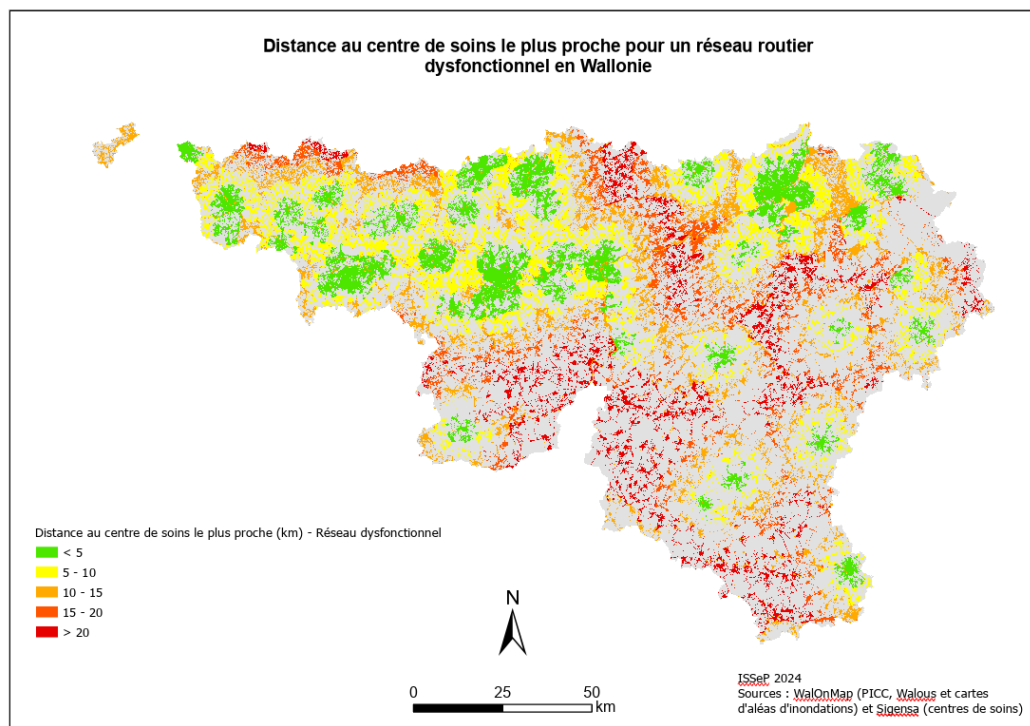 Distance au centre de soins le plus proche pour un réseau routier
dysfonctionnel en Wallonie
Distance au centre de soins le plus proche (km) - Réseau dysfonctionnel
< 5
5 - 10
10 - 15
15 - 20
> 20
N
0 25 50
km
ISSeP 2024
Sources : WalOnMap (PICC, Walous et cartes
d'aléas d'inondations) et Sigensa (centres de soins)